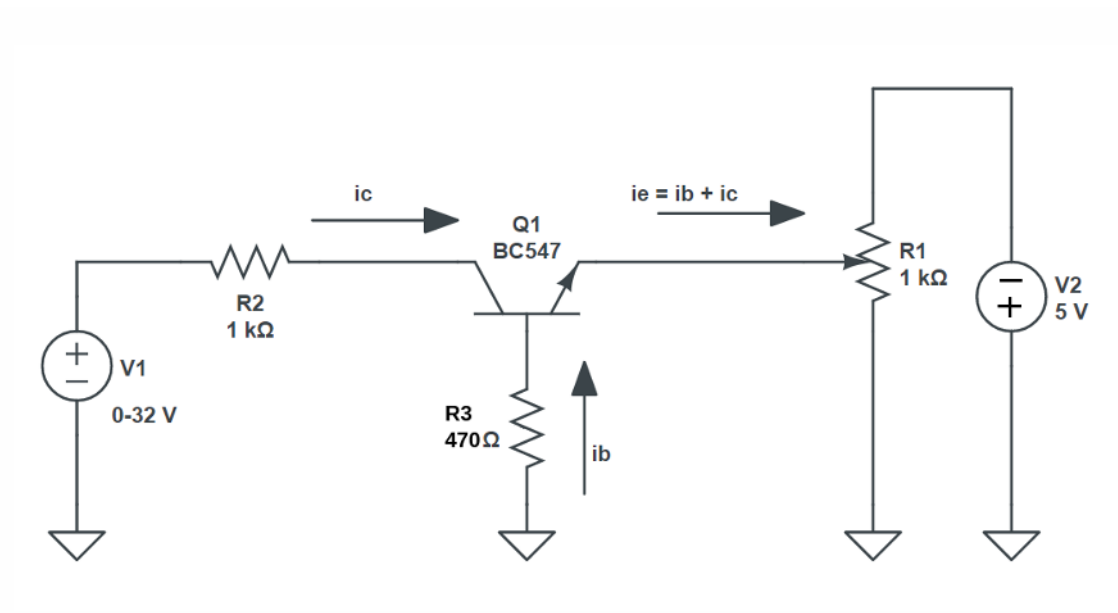 ic
ie = ib + ic
Q1
BC547
R1
1 kΩ
V2
5 V
R2
1 kΩ
V1
0-32 V
R3
470Ω
ib